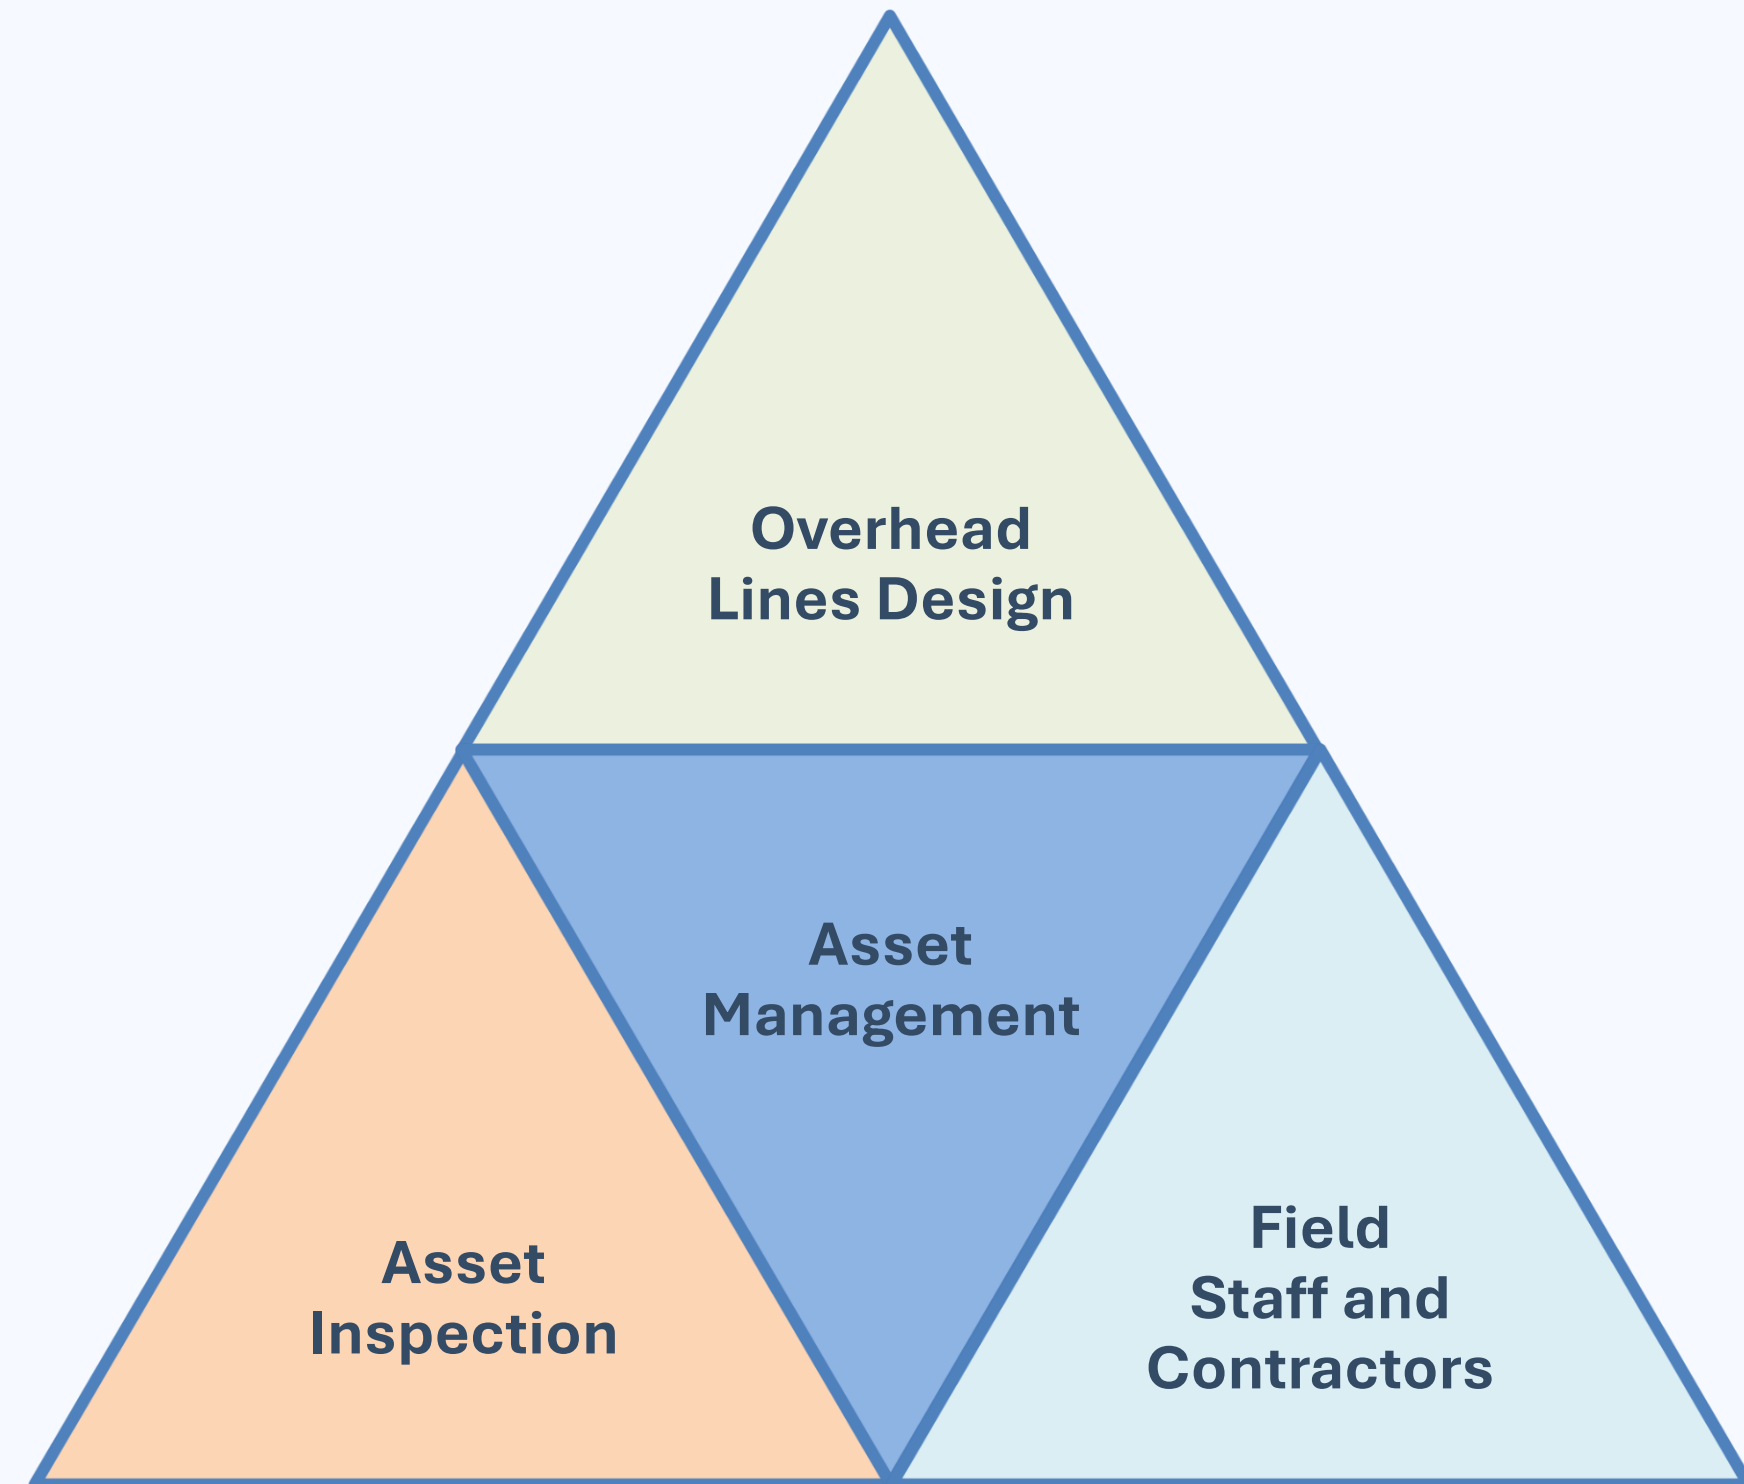 Overhead
Lines Design
Asset
Management
Asset
Inspection
Field
Staff and
Contractors